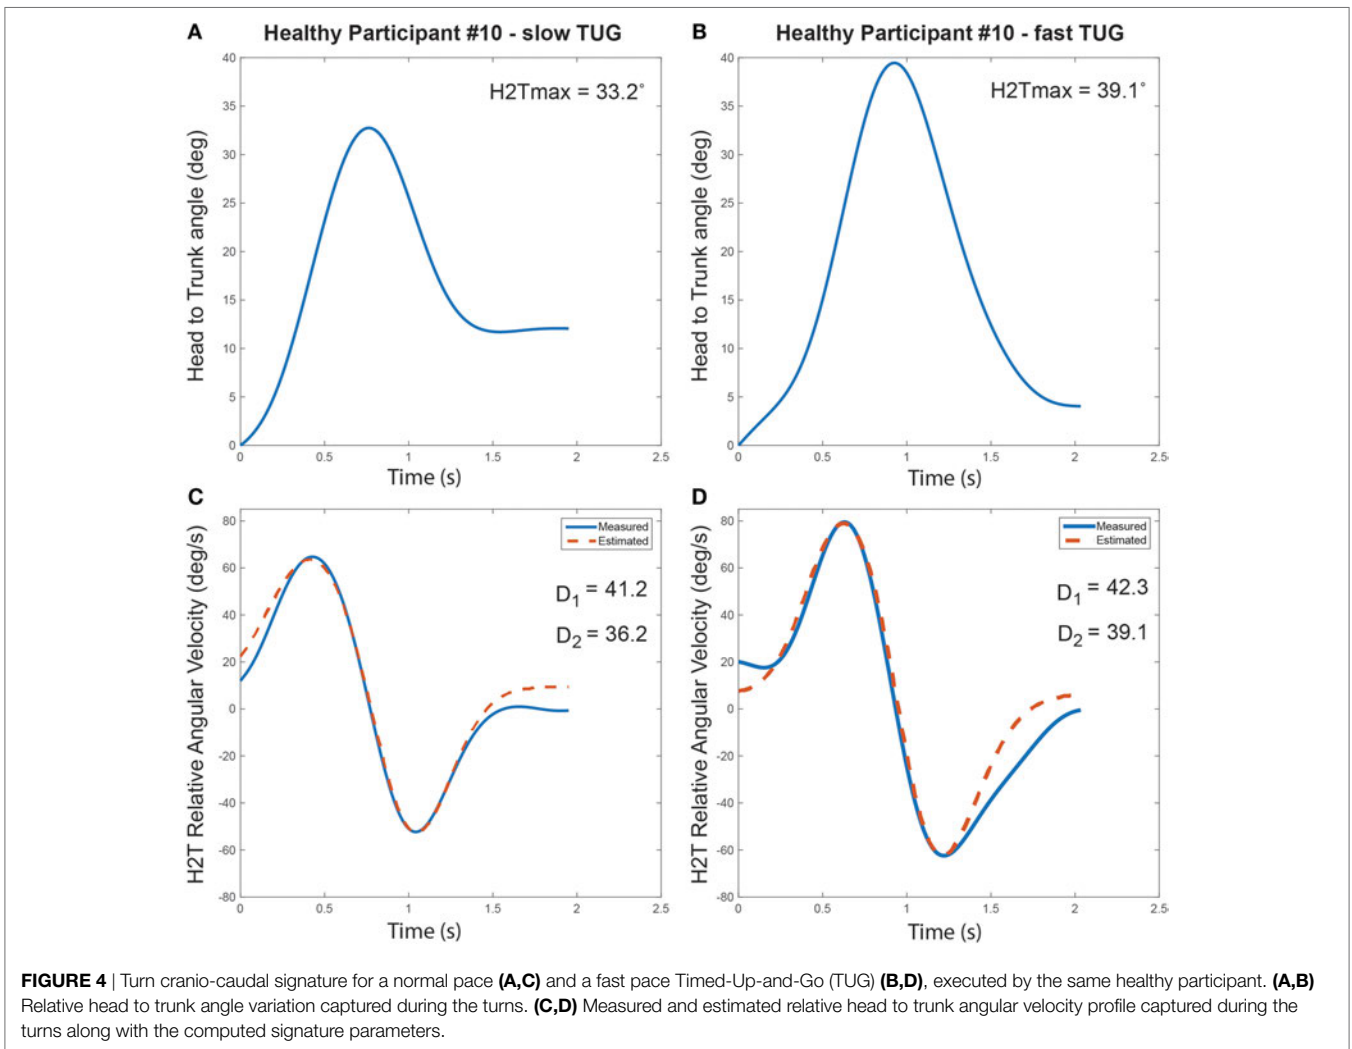 A
Healthy Participant #10 - slow TUG
40
35
30
25
20
15
10
5
0
0
0.5
1
1.5
2
2.5
Head to Trunk angle (deg)
Time (s)
H2Tmax = 33.2°
B
Healthy Participant #10 - fast TUG
40
35
30
25
20
15
10
5
0
0
0.5
1
1.5
2
2.5
Head to Trunk angle (deg)
Time (s)
H2Tmax = 39.1°
C
80
60
40
20
0
-20
-40
-60
-80
0
0.5
1
1.5
2
2.5
H2T Relative Angular Velocity (deg/s)
Time (s)
Measured
Estimated
D1 = 41.2
D2 = 36.2
D
80
60
40
20
0
-20
-40
-60
-80
0
0.5
1
1.5
2
2.5
H2T Relative Angular Velocity (deg/s)
Time (s)
Measured
Estimated
D1 = 42.3
D2 = 39.1
FIGURE 4 | Turn cranio-caudal signature for a normal pace (A,C) and a fast pace Timed-Up-and-Go (TUG) (B,D), executed by the same healthy participant. (A,B)
Relative head to trunk angle variation captured during the turns. (C,D) Measured and estimated relative head to trunk angular velocity profile captured during the
turns along with the computed signature parameters.